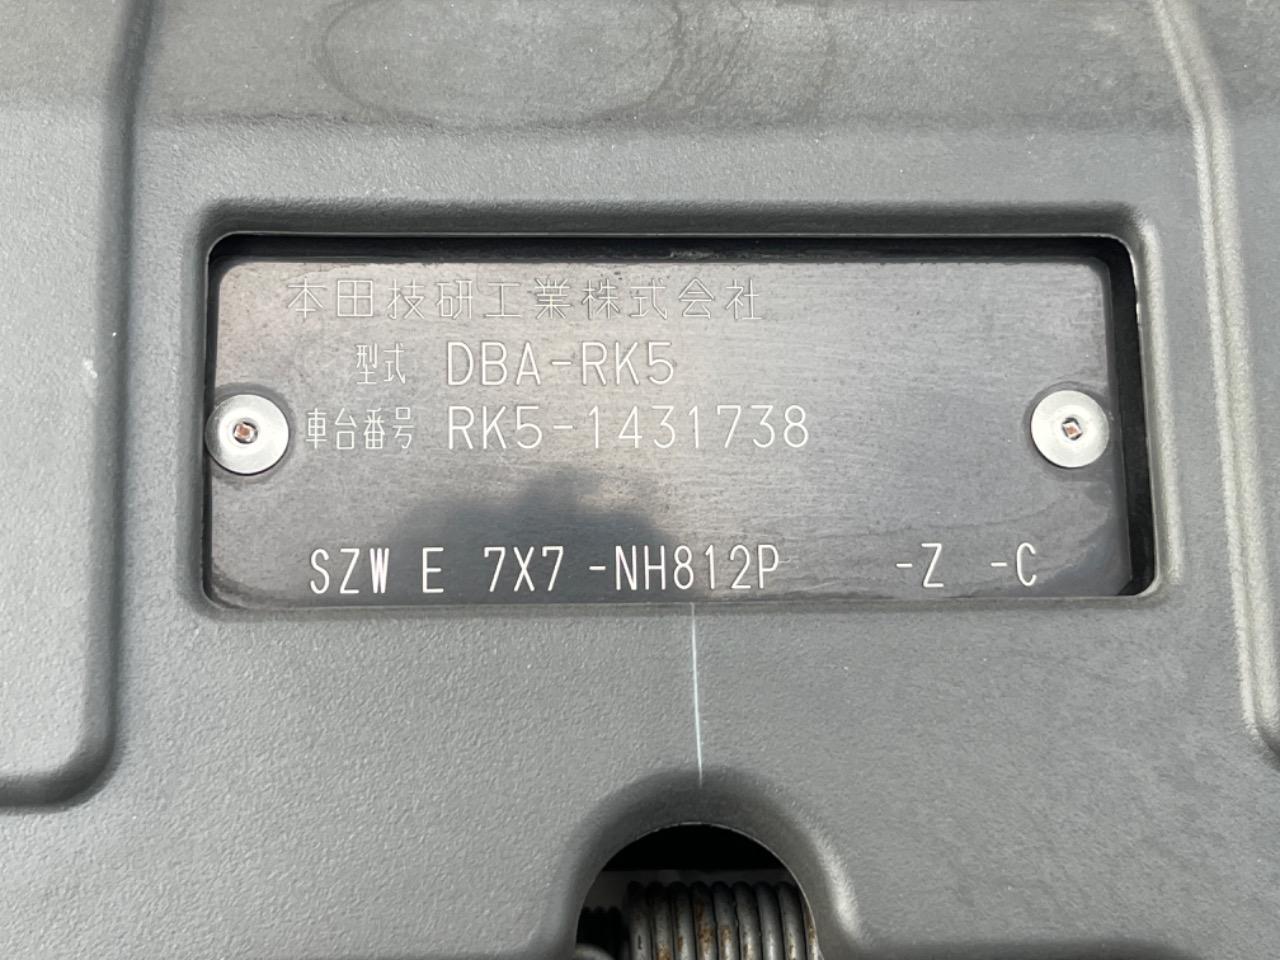 本田技研工業株式会社
型式 DBA-RK5
車台番号 RK5-1431738
SZW E 7X7 -NH812P -Z -C